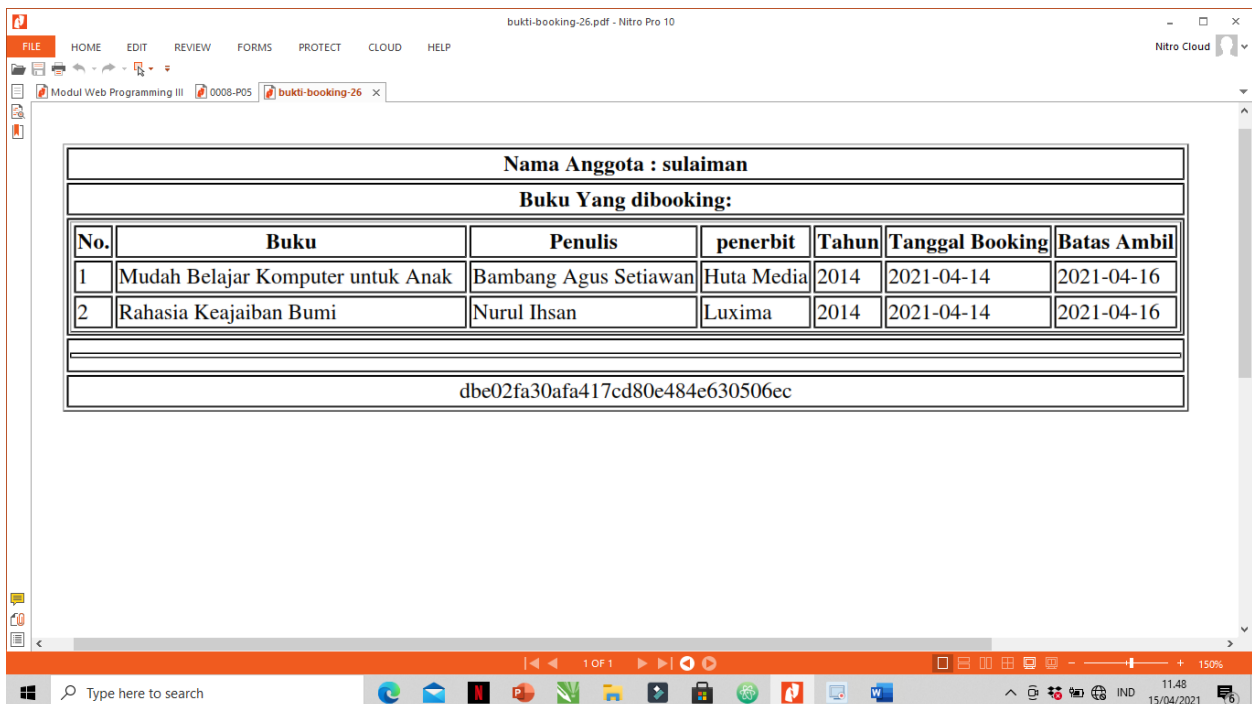 bukti-booking-26.pdf - Nitro Pro 10
FILE HOME EDIT REVIEW FORMS PROTECT CLOUD HELP Nitro Cloud
Modul Web Programming III 0008-P05 bukti-booking-26
Nama Anggota : sulaiman
Buku Yang dibooking:
No. Buku Penulis penerbit Tahun Tanggal Booking Batas Ambil
1 Mudah Belajar Komputer untuk Anak Bambang Agus Setiawan Huta Media 2014 2021-04-14 2021-04-16
2 Rahasia Keajaiban Bumi Nurul Ihsan Luxima 2014 2021-04-14 2021-04-16
dbe02fa30afa417cd80e484e630506ec
1 OF 1 150%
Type here to search IND 11.48
15/04/2021 6